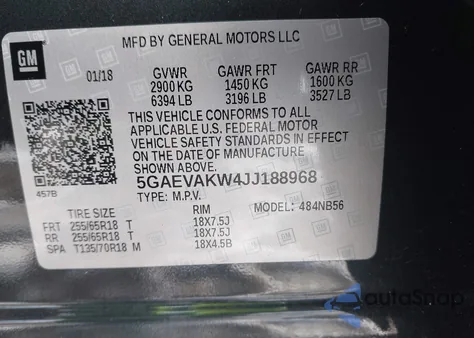 GM
MFD BY GENERAL MOTORS LLC
01/18
GVWR GAWR FRT GAWR RR
2900 KG 1450 KG 1600 KG
6394 LB 3196 LB 3527 LB
THIS VEHICLE CONFORMS TO ALL
APPLICABLE U.S. FEDERAL MOTOR
VEHICLE SAFETY STANDARDS IN EFFECT
ON THE DATE OF MANUFACTURE
SHOWN ABOVE.
5GAEVAKW4JJ188968
457B
TYPE: M.P.V. MODEL: 484NB56
TIRE SIZE RIM
FRT 255/65R18 T 18X7.5J
RR 255/65R18 T 18X7.5J
SPA T135/70R18 M 18X4.5B
GM
AutoSnap